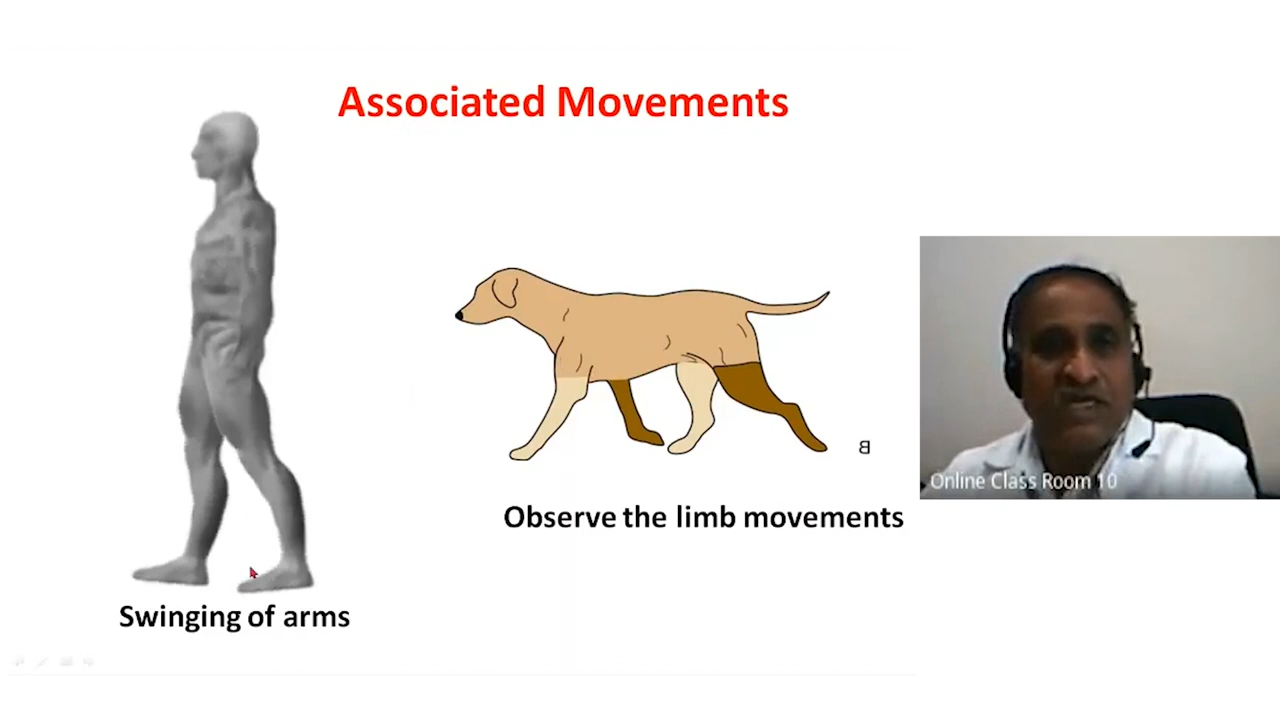 Associated Movements
B
Observe the limb movements
Swinging of arms
Online Class Room 10